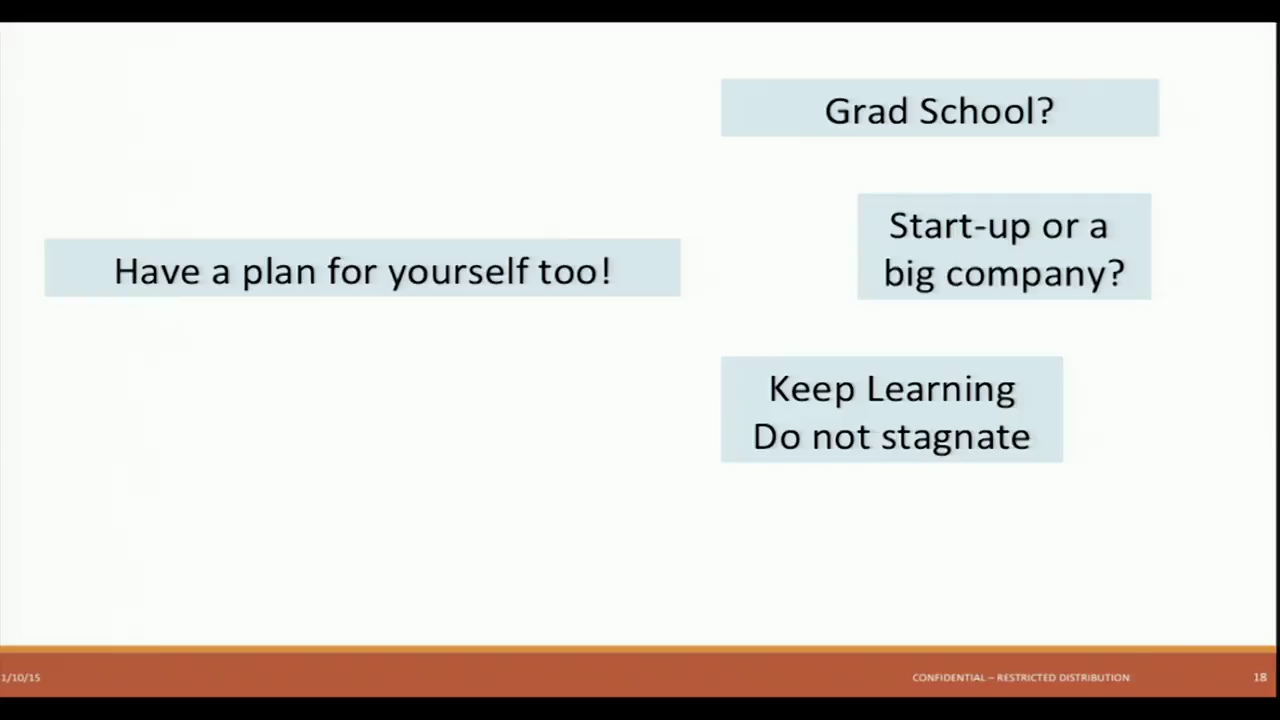 Grad School?
Start-up or a
big company?
Have a plan for yourself too!
Keep Learning
Do not stagnate
1/10/15
CONFIDENTIAL – RESTRICTED DISTRIBUTION
18